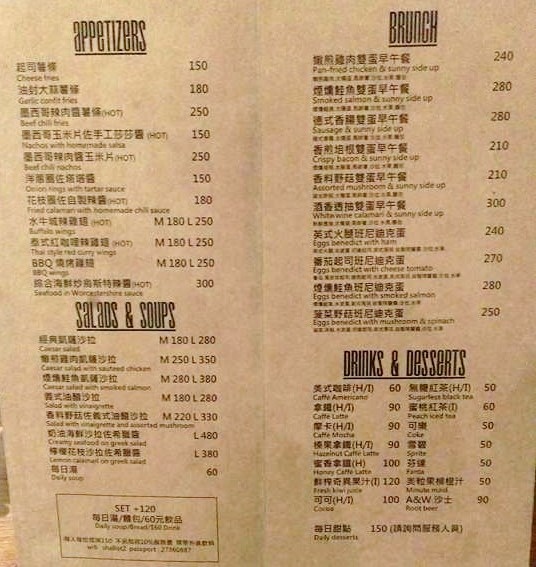 APPETIZERS
起司薯條 150
Cheese fries
油封大蒜薯條 180
Garlic confit fries
墨西哥辣肉醬薯條(HOT) 250
Beef chili fries
墨西哥玉米片佐手工莎莎醬 (HOT) 150
Nachos with homemade salsa
墨西哥辣肉醬玉米片(HOT) 250
Beef chili nachos
洋蔥圈佐塔塔醬 150
Onion rings with tartar sauce
花枝圈佐自製辣醬(HOT) 180
Fried calamari with homemade chili sauce
水牛城辣雞翅 (HOT) M 180 L 250
Buffalo wings
泰式紅咖哩辣雞翅 (HOT) M 180 L 250
Thai style red curry wings
BBQ 燒烤雞翅 M 180 L 250
BBQ wings
綜合海鮮炒烏斯特辣醬(HOT) 300
Seafood in Worcestershire sauce
SALADS & SOUPS
經典凱薩沙拉 M 180 L 280
Caesar salad
嫩煎雞肉凱薩沙拉 M 250 L 350
Caesar salad with sauteed chicken
煙燻鮭魚凱薩沙拉 M 280 L 380
Caesar salad with smoked salmon
義式油醋沙拉 M 180 L 280
Salad with vinaigrette
香料野菇佐義式油醋沙拉 M 220 L 330
Salad with vinaigrette and assorted mushroom
奶油海鮮沙拉佐希臘醬 L 480
Creamy seafood on greek salad
檸檬花枝沙拉佐希臘醬 L 380
Lemon calamari on greek salad
每日湯 60
Daily soup
SET +120
每日湯/麵包/60元飲品
Daily soup/Bread/$60 Drink
BRUNCH
嫩煎雞肉雙蛋早午餐 240
Pan-fried chicken & sunny side up
煙燻鮭魚雙蛋早午餐 280
Smoked salmon & sunny side up
德式香腸雙蛋早午餐 280
Sausage & sunny side up
香煎培根雙蛋早午餐 210
Crispy bacon & sunny side up
香料野菇雙蛋早午餐 210
Assorted mushroom & sunny side up
酒香透抽雙蛋早午餐 300
White wine calamari & sunny side up
英式火腿班尼迪克蛋 240
Eggs benedict with ham
番茄起司班尼迪克蛋 270
Eggs benedict with cheese tomato
煙燻鮭魚班尼迪克蛋 280
Eggs benedict with smoked salmon
菠菜野菇班尼迪克蛋 250
Eggs benedict with mushroom & spinach
DRINKS & DESSERTS
美式咖啡(H/I) 60 無糖紅茶(H/I) 50
Caffe Americano Sugarless black tea
拿鐵(H/I) 90 蜜桃紅茶(I) 60
Caffe Latte Peach iced tea
摩卡(H/I) 90 可樂 50
Caffe Mocha Coke
榛果拿鐵(H/I) 90 雪碧 50
Hazelnut Caffe Latte Sprite
蜜香拿鐵(H) 100 芬達 50
Honey Caffe Latte Fanta
鮮榨奇異果汁(I) 120 美粒果柳橙汁 50
Fresh kiwi juice Minute maid
可可(H/I) 100 A&W 沙士 90
Cocoa Root beer
每日甜點 150 (請詢問服務人員)
Daily desserts